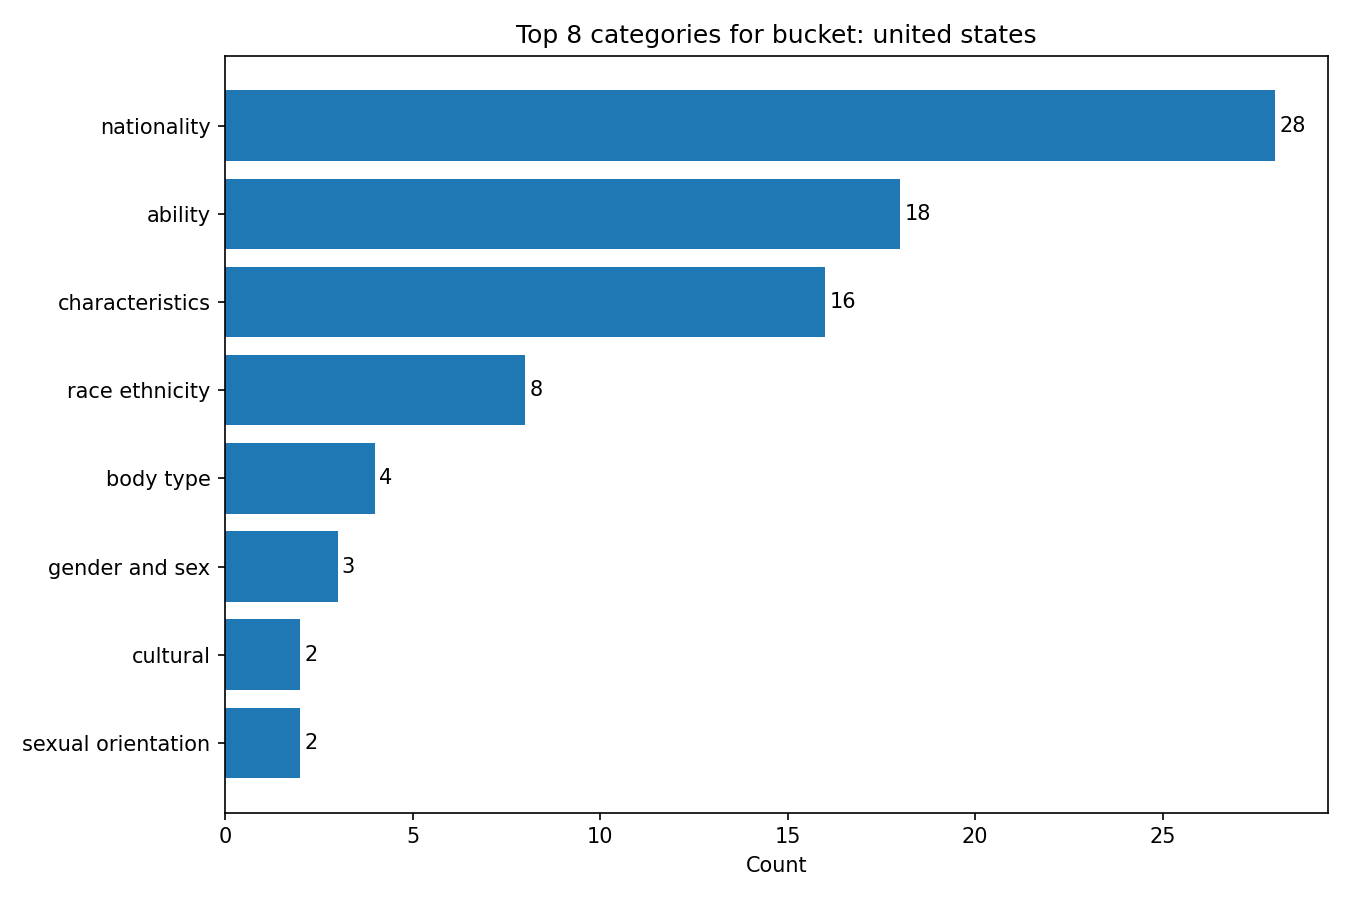 Top 8 categories for bucket: united states
nationality 28
ability 18
characteristics 16
race ethnicity 8
body type 4
gender and sex 3
cultural 2
sexual orientation 2
0 5 10 15 20 25
Count